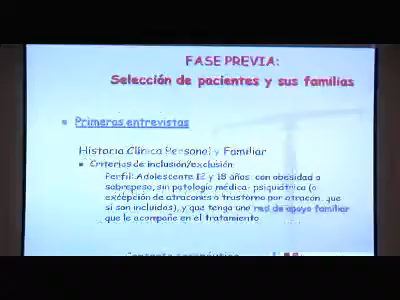 FASE PREVIA:
Selección de pacientes y sus familias
Primeras entrevistas
Historia Clínica Personal y Familiar
Criterios de inclusión/exclusión:
Perfil: Adolescente 12 y 18 años con obesidad o
sobrepeso, sin patología médica- psiquiátrica (a
excepción de atracones o trastorno por atracón que
sí son incluidos), y que tenga una red de apoyo familiar
que le acompañe en el tratamiento.